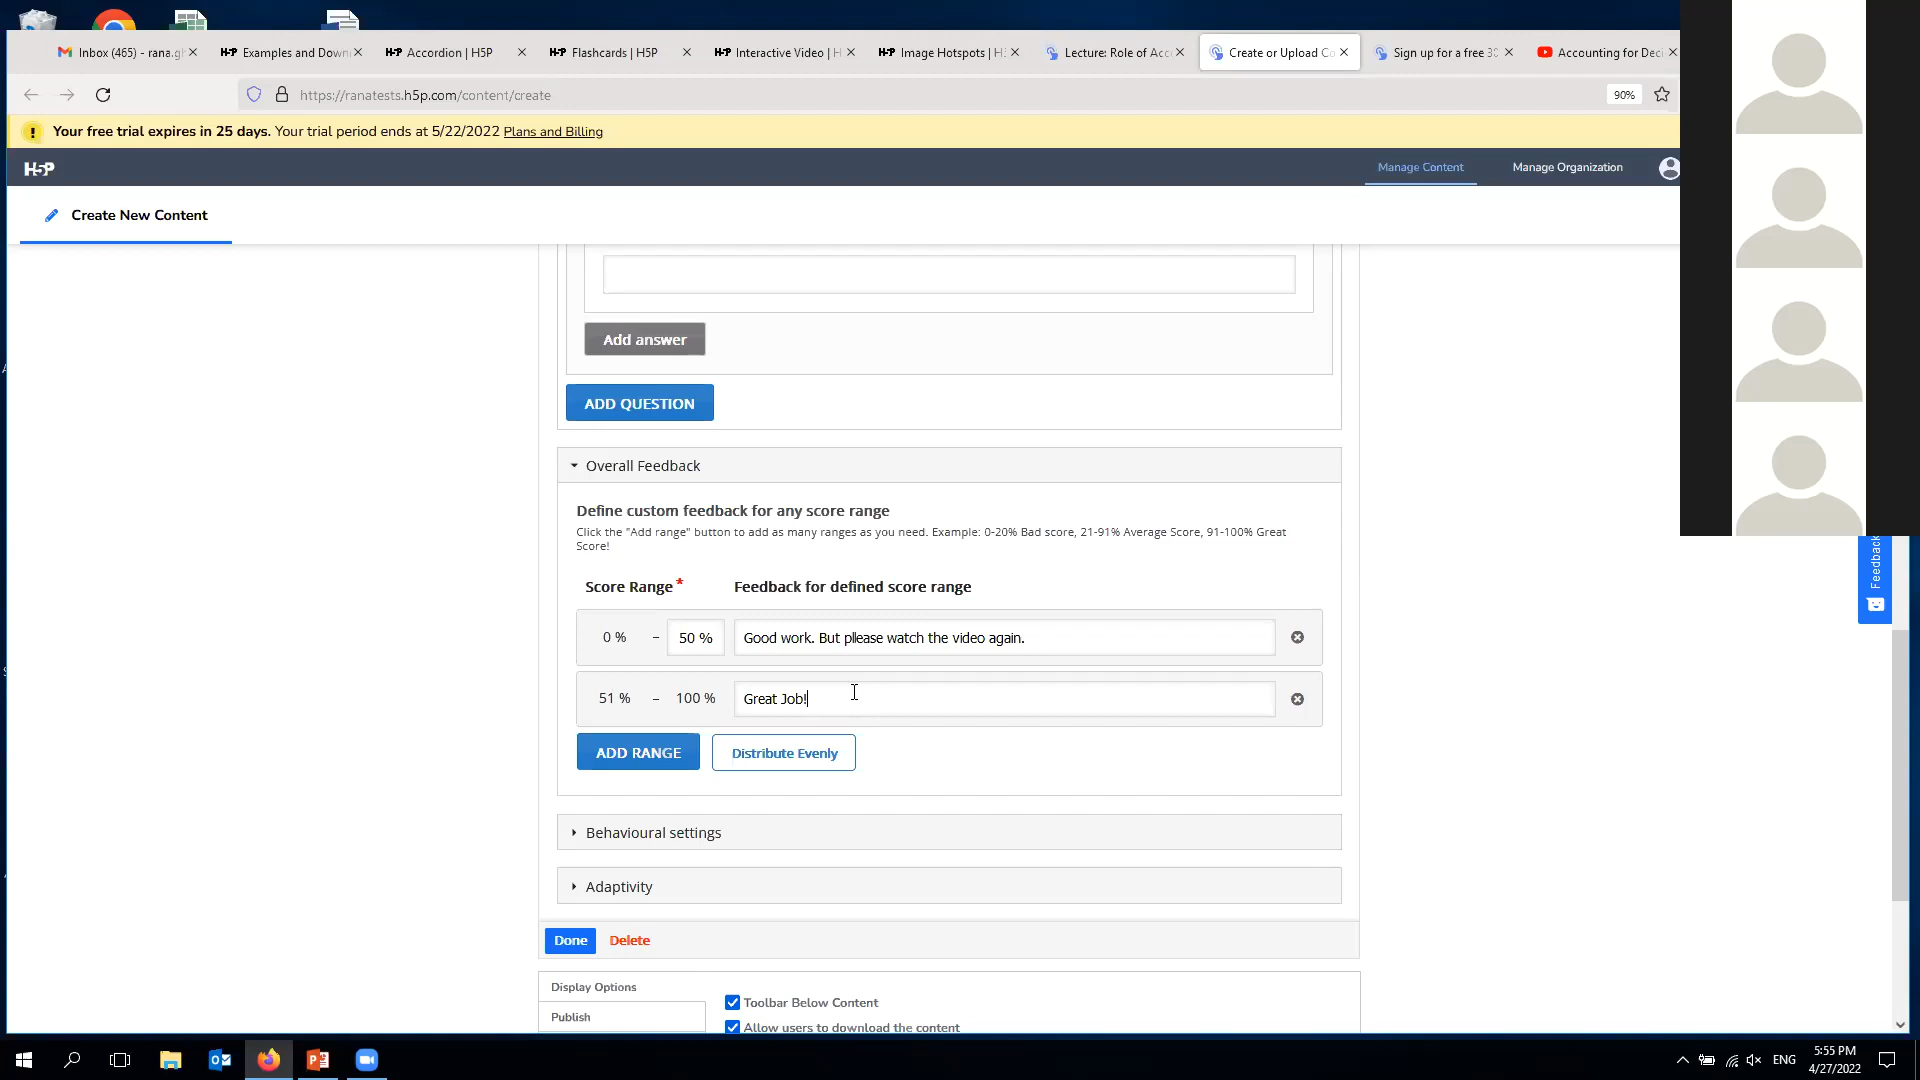 Inbox (465) - rana.gh
H-P Examples and Down
H-P Accordion | H5P
H-P Flashcards | H5P
H-P Interactive Video | H
H-P Image Hotspots | H
Lecture: Role of Acc
Create or Upload Co
Sign up for a free 30
Accounting for Deci
https://ranatests.h5p.com/content/create
90%
! Your free trial expires in 25 days. Your trial period ends at 5/22/2022 Plans and Billing
H5P
Manage Content
Manage Organization
Create New Content
Add answer
ADD QUESTION
Overall Feedback
Define custom feedback for any score range
Click the "Add range" button to add as many ranges as you need. Example: 0-20% Bad score, 21-91% Average Score, 91-100% Great
Score!
Score Range * Feedback for defined score range
0 % – 50 % Good work. But pllease watch the video again.
51 % – 100 % Great Job!
ADD RANGE Distribute Evenly
Behavioural settings
Adaptivity
Done Delete
Display Options
Publish
Toolbar Below Content
Allow users to download the content
Feedback
ENG
5:55 PM
4/27/2022